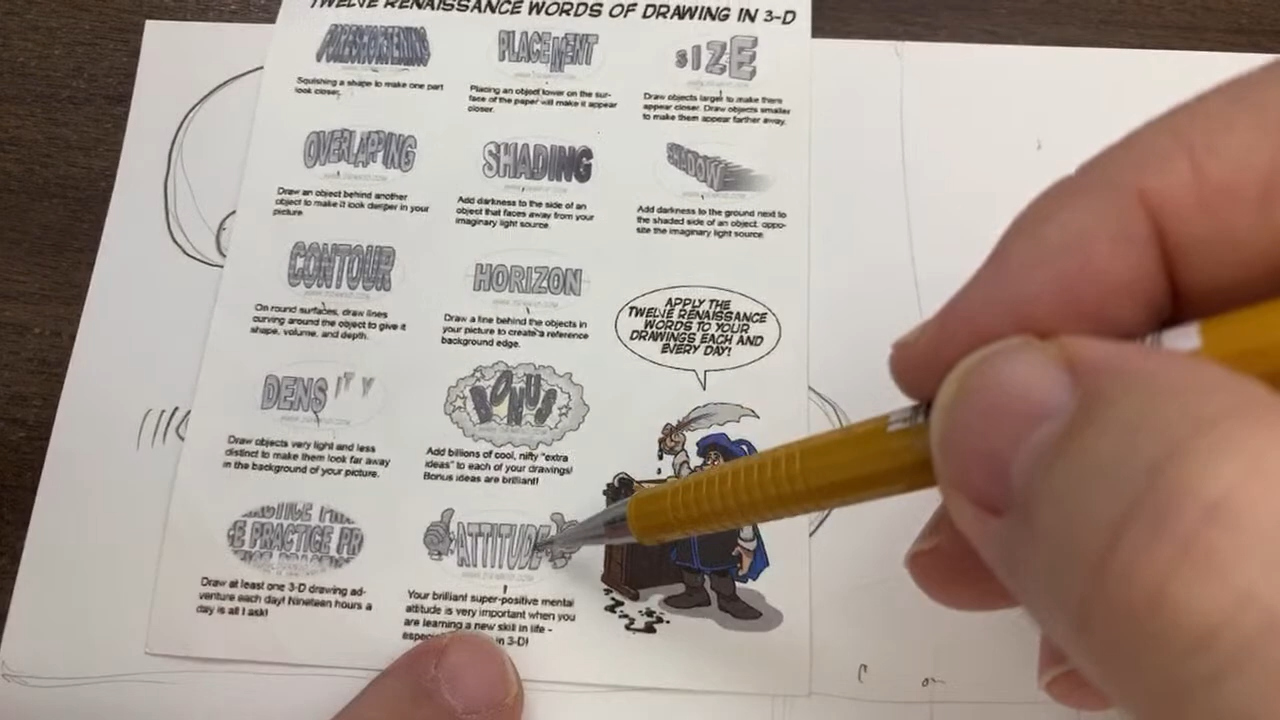 TWELVE RENAISSANCE WORDS OF DRAWING IN 3-D
FORESHORTENING
Squishing a shape to make one part
look closer.
PLACEMENT
Placing an object lower on the sur-
face of the paper will make it appear
closer.
SIZE
Draw objects larger to make them
appear closer. Draw objects smaller
to make them appear farther away.
OVERLAPPING
Draw an object behind another
object to make it look deeper in your
picture.
SHADING
Add darkness to the side of an
object that faces away from your
imaginary light source.
SHADOW
Add darkness to the ground next to
the shaded side of an object, oppo-
site the imaginary light source.
CONTOUR
On round surfaces, draw lines
curving around the object to give it
shape, volume, and depth.
HORIZON
Draw a line behind the objects in
your picture to create a reference
background edge.
APPLY THE
TWELVE RENAISSANCE
WORDS TO YOUR
DRAWINGS EACH AND
EVERY DAY!
DENSITY
Draw objects very light and less
distinct to make them look far away
in the background of your picture.
BONUS
Add billions of cool, nifty "extra
ideas" to each of your drawings!
Bonus ideas are brilliant!
PRACTICE PR
Draw at least one 3-D drawing ad-
venture each day! Nineteen hours a
day is all I ask!
ATTITUDE
Your brilliant super-positive mental
attitude is very important when you
are learning a new skill in life -
in 3-D!